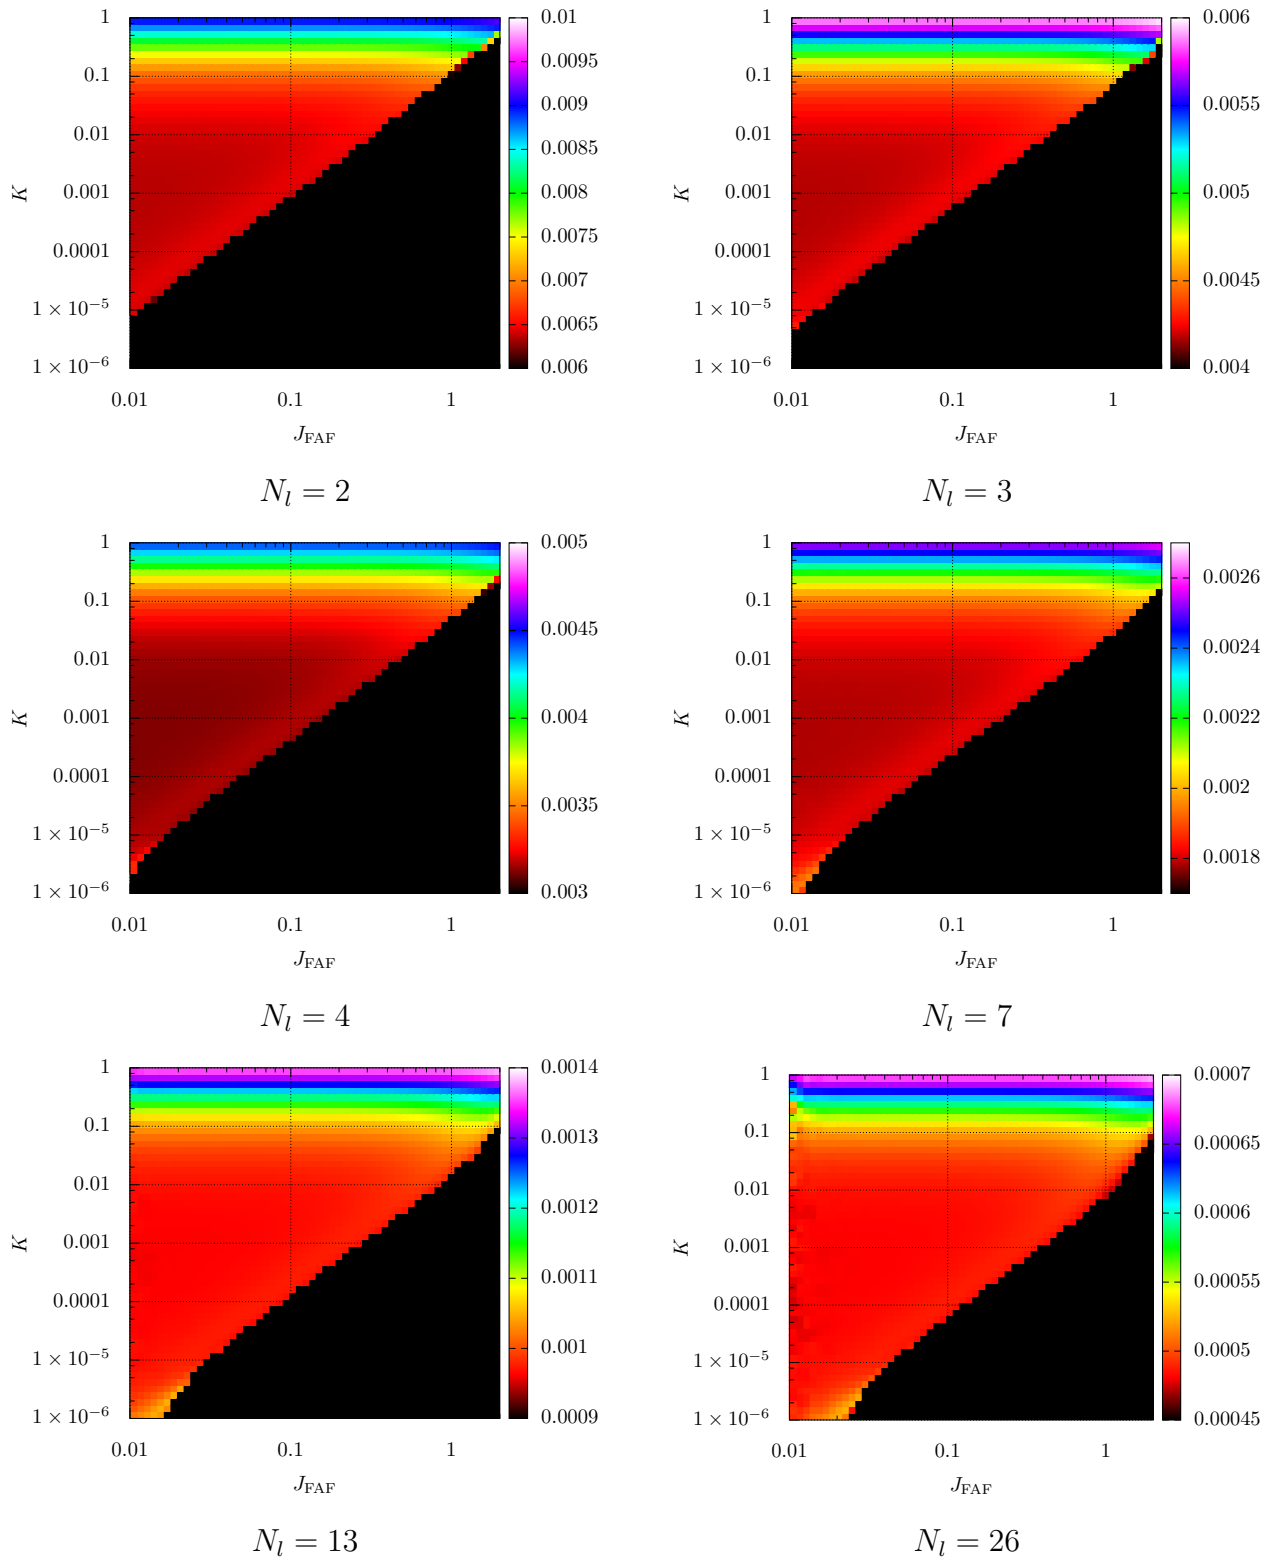 1
0.1
0.01
0.001
0.0001
1 × 10⁻⁵
1 × 10⁻⁶
K
0.01
0.1
1
J_FAF
0.01
0.0095
0.009
0.0085
0.008
0.0075
0.007
0.0065
0.006
N_l = 2
1
0.1
0.01
0.001
0.0001
1 × 10⁻⁵
1 × 10⁻⁶
K
0.01
0.1
1
J_FAF
0.006
0.0055
0.005
0.0045
0.004
N_l = 3
1
0.1
0.01
0.001
0.0001
1 × 10⁻⁵
1 × 10⁻⁶
K
0.01
0.1
1
J_FAF
0.005
0.0045
0.004
0.0035
0.003
N_l = 4
1
0.1
0.01
0.001
0.0001
1 × 10⁻⁵
1 × 10⁻⁶
K
0.01
0.1
1
J_FAF
0.0026
0.0024
0.0022
0.002
0.0018
N_l = 7
1
0.1
0.01
0.001
0.0001
1 × 10⁻⁵
1 × 10⁻⁶
K
0.01
0.1
1
J_FAF
0.0014
0.0013
0.0012
0.0011
0.001
0.0009
N_l = 13
1
0.1
0.01
0.001
0.0001
1 × 10⁻⁵
1 × 10⁻⁶
K
0.01
0.1
1
J_FAF
0.0007
0.00065
0.0006
0.00055
0.0005
0.00045
N_l = 26